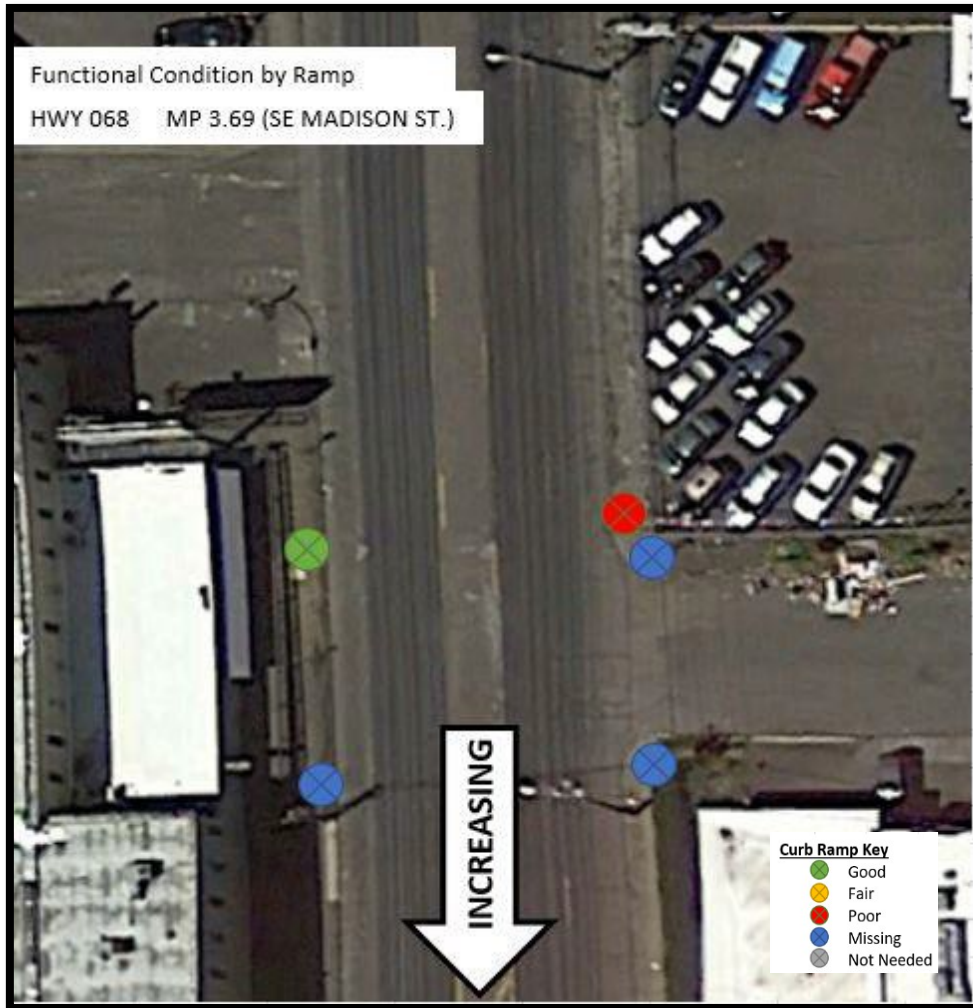 Functional Condition by Ramp
HWY 068 MP 3.69 (SE MADISON ST.)
INCREASING
Curb Ramp Key
Good
Fair
Poor
Missing
Not Needed